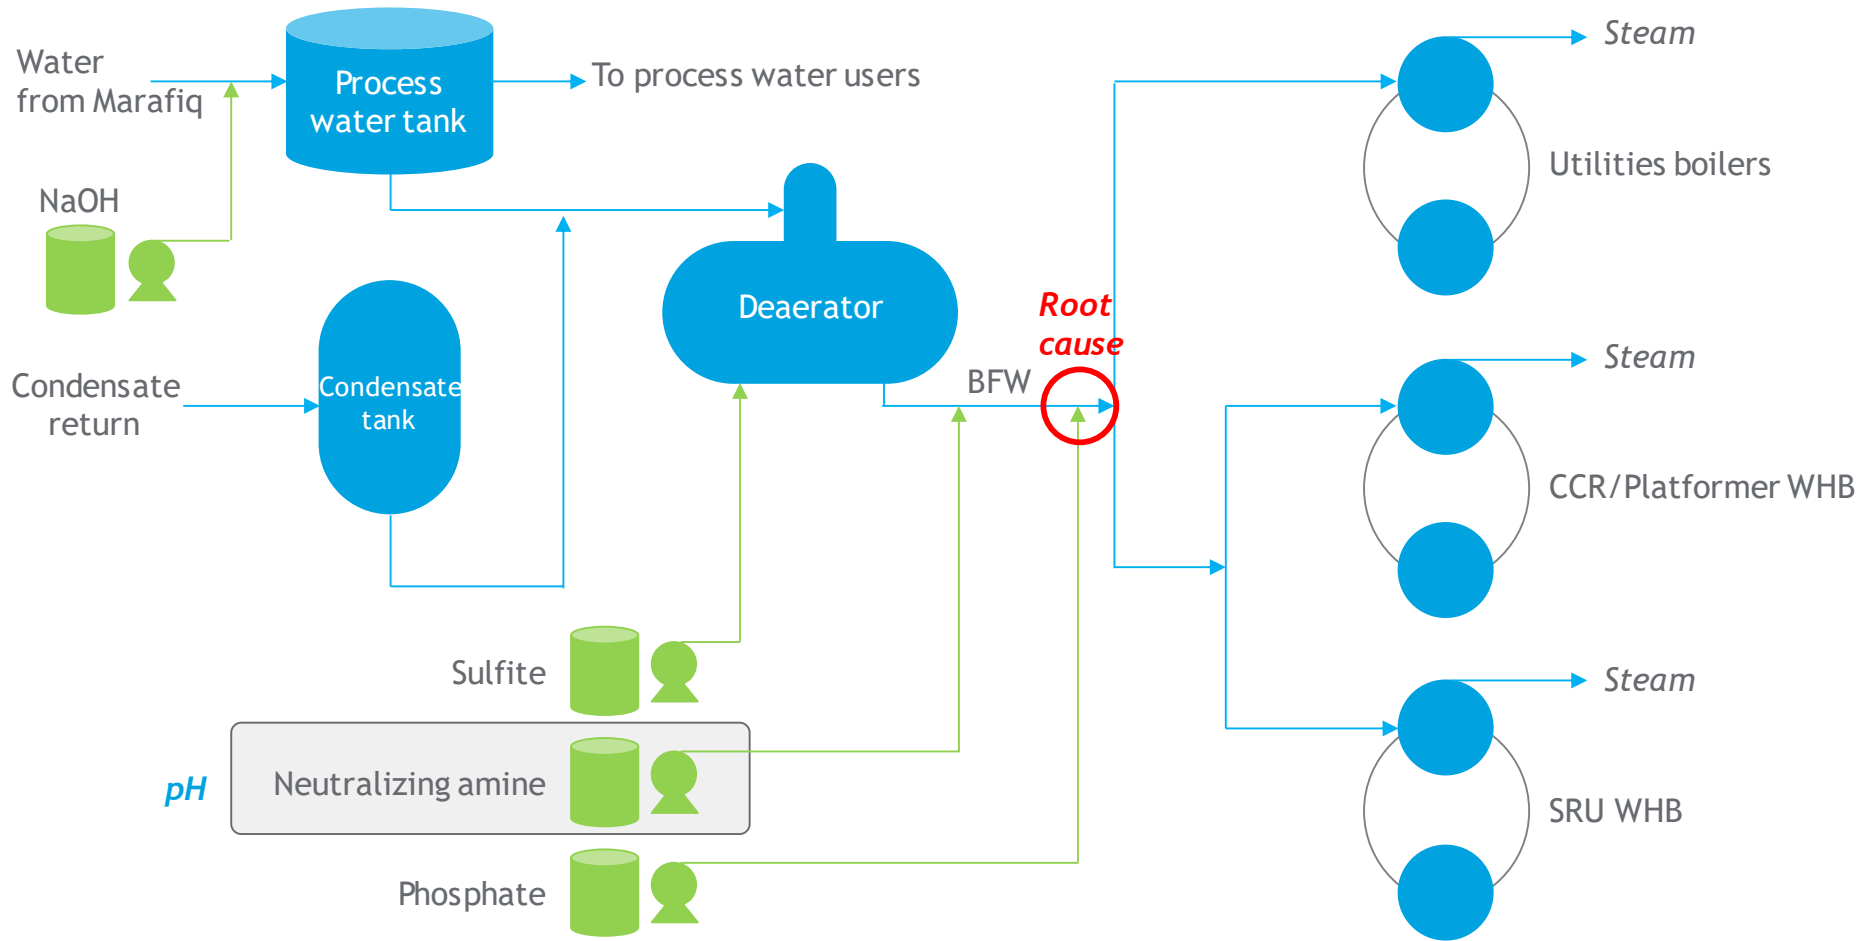 Water
from Marafiq
Process
water tank
To process water users
Steam
Utilities boilers
NaOH
Deaerator
Root
cause
BFW
Condensate
return
Condensate
tank
Steam
CCR/Platformer WHB
Sulfite
pH
Neutralizing amine
Phosphate
Steam
SRU WHB